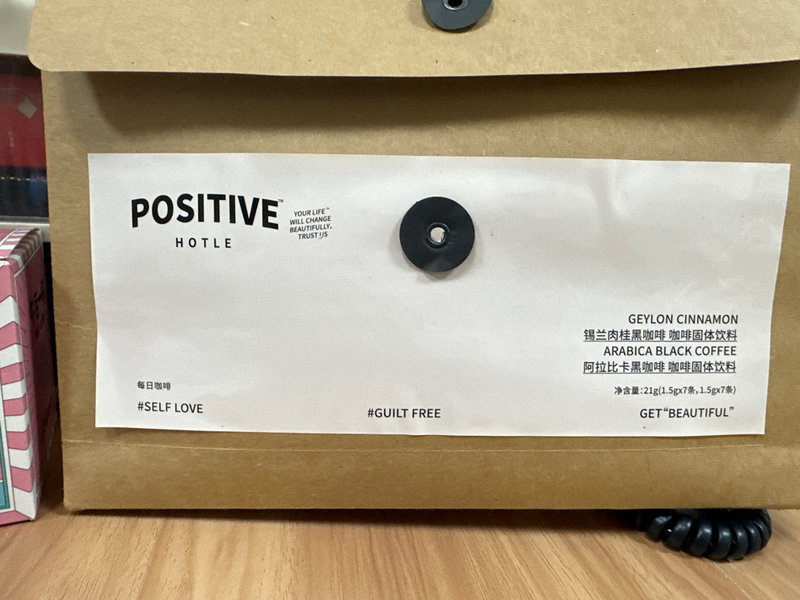 POSITIVE™
HOTLE
YOUR LIFE™
WILL CHANGE
BEAUTIFULLY.
TRUST US
GEYLON CINNAMON
锡兰肉桂黑咖啡 咖啡固体饮料
ARABICA BLACK COFFEE
阿拉比卡黑咖啡 咖啡固体饮料
净含量：21g(1.5gx7条，1.5gx7条)
每日咖啡
#SELF LOVE
#GUILT FREE
GET“BEAUTIFUL”